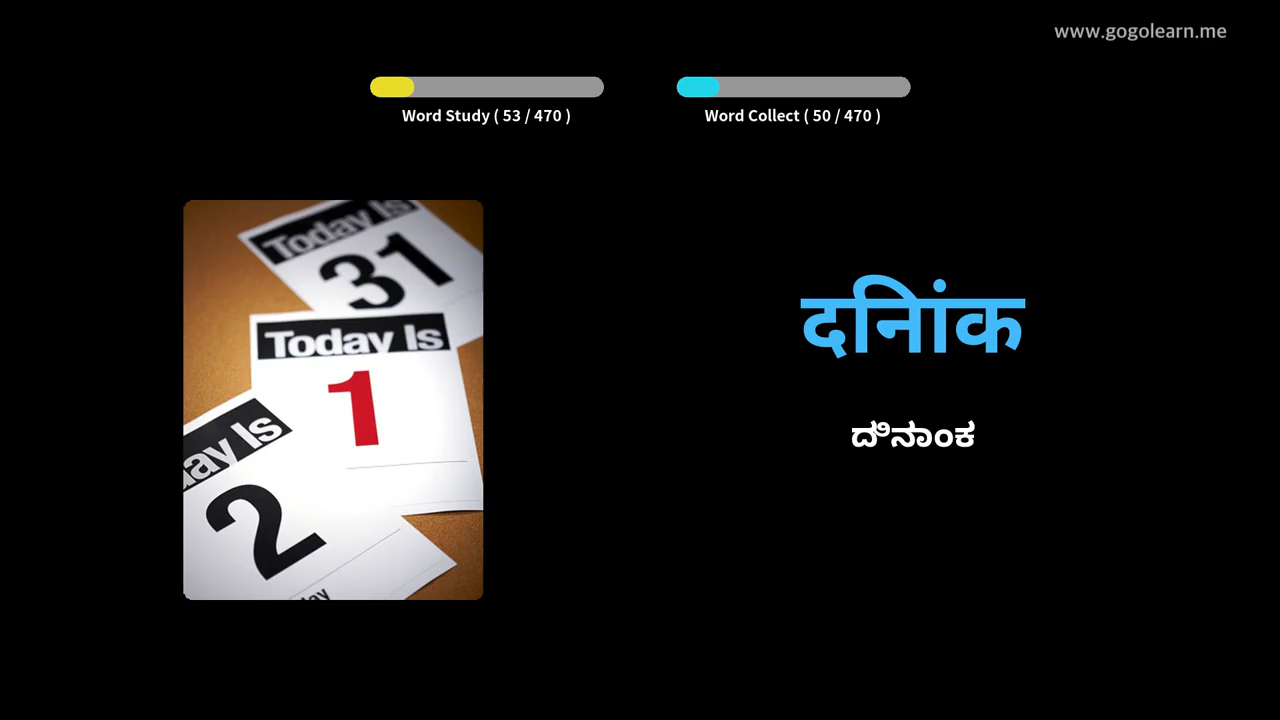 www.gogolearn.me
Word Study ( 53 / 470 )
Word Collect ( 50 / 470 )
Today Is
31
Today Is
1
ay Is
2
day
दिनांक
ದಿನಾಂಕ